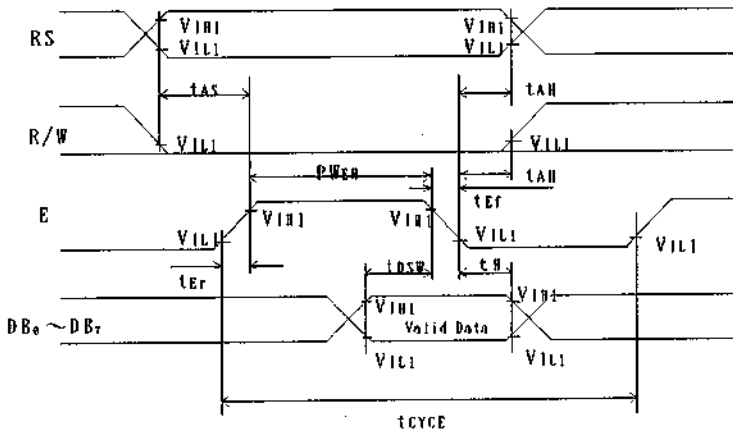 RS
VIH1
VIL1
VIH1
VIL1
tAS
tAH
R/W
VIL1
VIL1
PWEH
tAH
tEf
E
VIL1
VIH1
VIH1
VIL1
VIL1
tEr
tDSW
tH
DB0～DB7
VIH1
Valid Data
VIH1
VIL1
VIL1
tCYCE